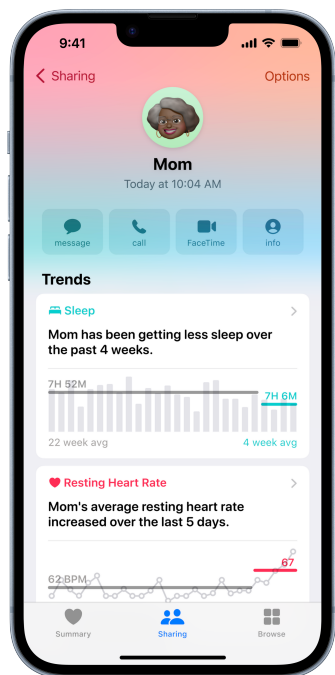 9:41
Sharing
Options
Mom
Today at 10:04 AM
message
call
FaceTime
info
Trends
Sleep
Mom has been getting less sleep over
the past 4 weeks.
7H 52M
7H 6M
22 week avg
4 week avg
Resting Heart Rate
Mom's average resting heart rate
increased over the last 5 days.
67
62 BPM
Summary
Sharing
Browse